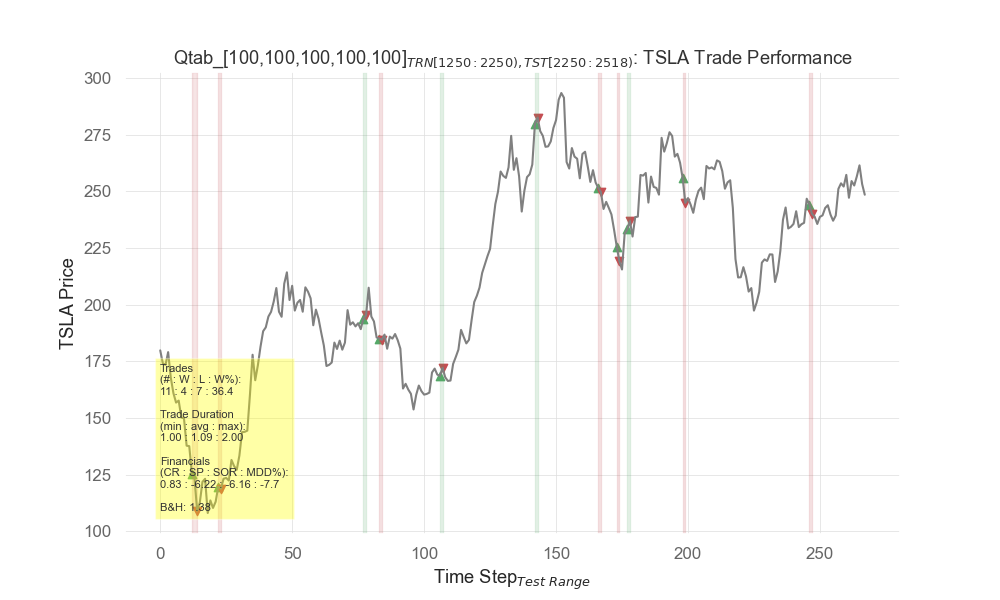 Qtab_[100,100,100,100,100]TRN[1250:2250),TST[2250:2518): TSLA Trade Performance
300
275
250
225
200
175
150
125
100
TSLA Price
Trades
(# : W : L : W%):
11 : 4 : 7 : 36.4
Trade Duration
(min : avg : max):
1.00 : 1.09 : 2.00
Financials
(CR : SP : SOR : MDD%):
0.83 : -6.22 : -6.16 : -7.7
B&H: 1.38
0 50 100 150 200 250
Time StepTest Range